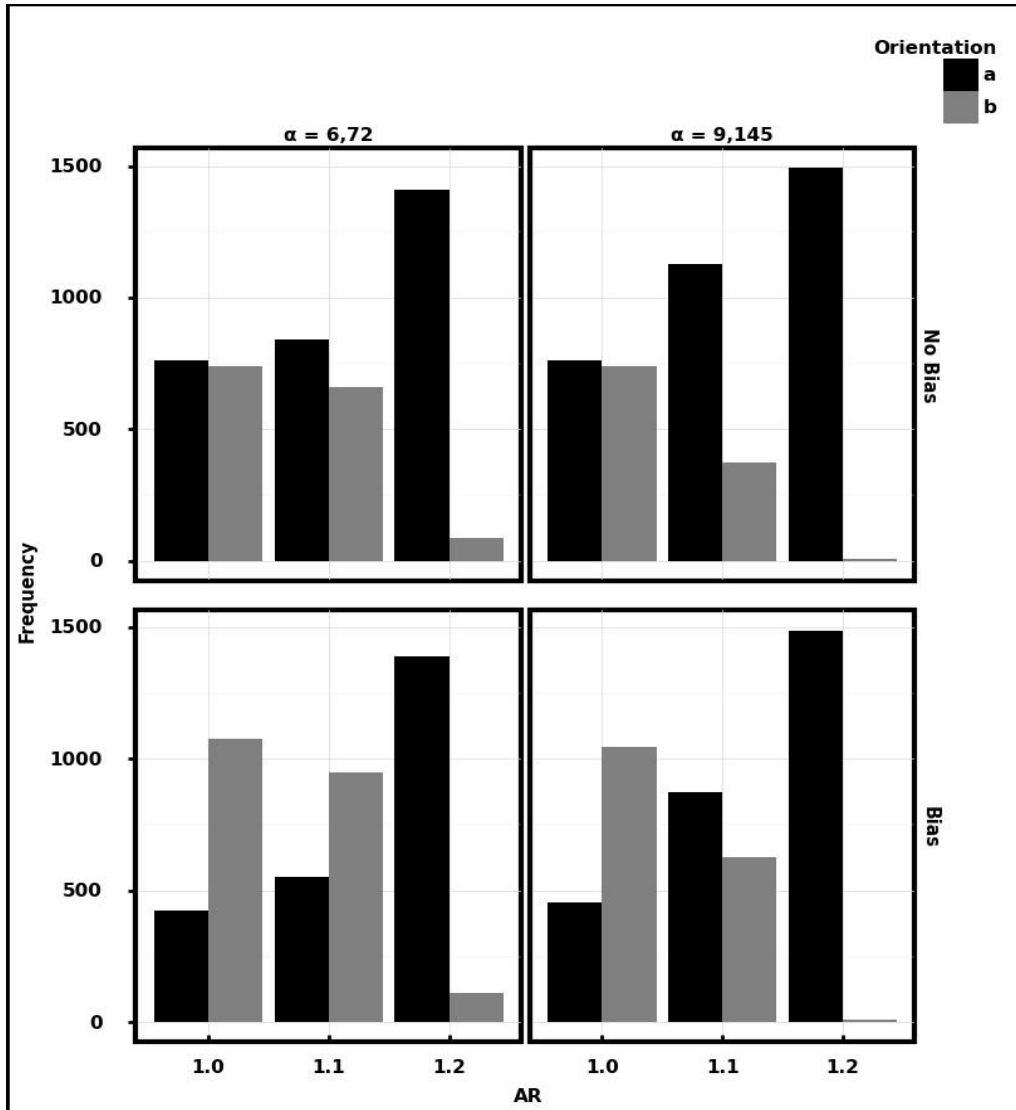 Orientation
a
b
α = 6,72
α = 9,145
1500
1000
500
0
No Bias
Frequency
1500
1000
500
0
Bias
1.0 1.1 1.2 1.0 1.1 1.2
AR